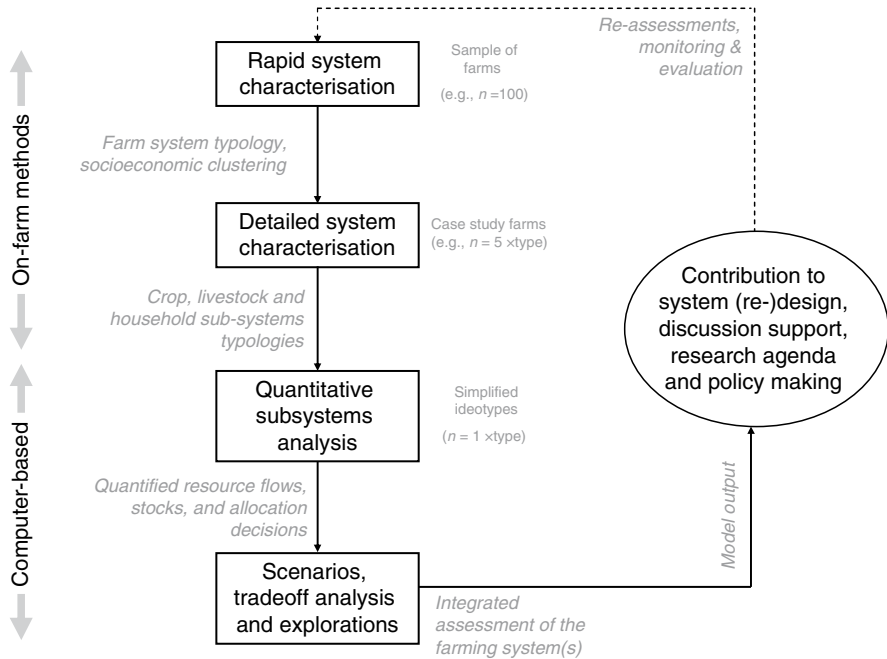 Re-assessments,
monitoring &
evaluation
Rapid system
characterisation
Sample of
farms
(e.g., n =100)
On-farm methods
Farm system typology,
socioeconomic clustering
Detailed system
characterisation
Case study farms
(e.g., n = 5 ×type)
Crop, livestock and
household sub-systems
typologies
Contribution to
system (re-)design,
discussion support,
research agenda
and policy making
Computer-based
Quantitative
subsystems
analysis
Simplified
ideotypes
(n = 1 ×type)
Quantified resource flows,
stocks, and allocation
decisions
Model output
Scenarios,
tradeoff analysis
and explorations
Integrated
assessment of the
farming system(s)